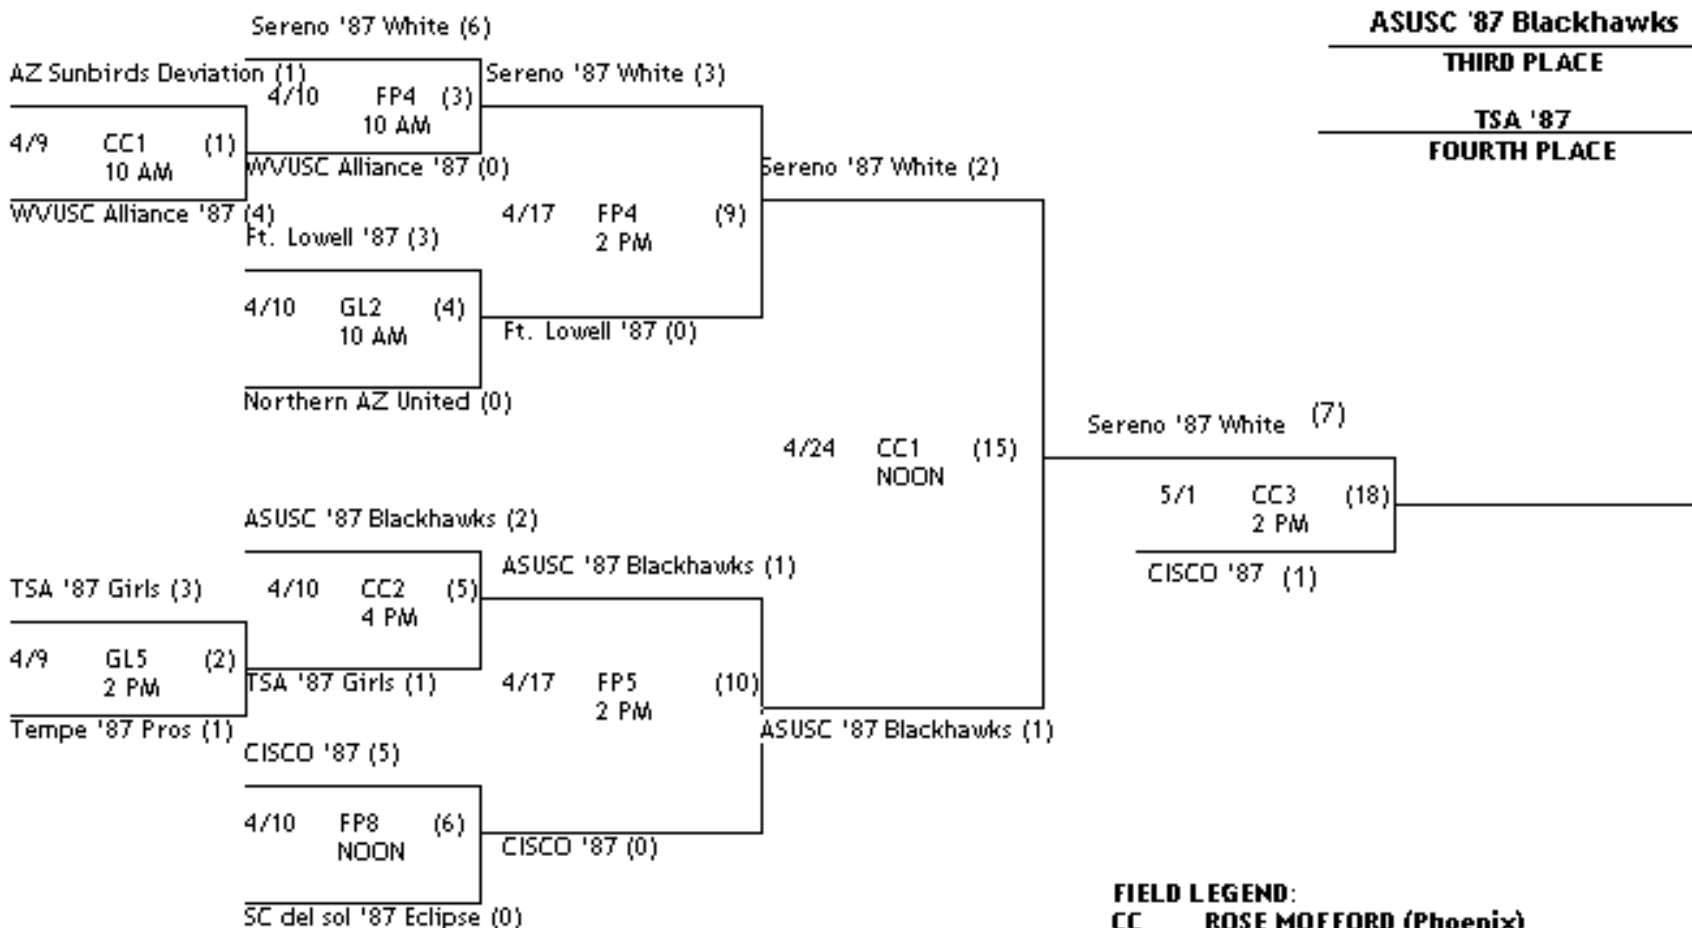 Sereno '87 White (6)
ASUSC '87 Blackhawks
THIRD PLACE
AZ Sunbirds Deviation (1)
4/10 FP4 (3)
10 AM
Sereno '87 White (3)
TSA '87
FOURTH PLACE
4/9 CC1 (1)
10 AM
WVUSC Alliance '87 (0)
Sereno '87 White (2)
WVUSC Alliance '87 (4)
4/17 FP4 (9)
2 PM
Ft. Lowell '87 (3)
4/10 GL2 (4)
10 AM
Ft. Lowell '87 (0)
Northern AZ United (0)
Sereno '87 White (7)
4/24 CC1 (15)
NOON
5/1 CC3 (18)
2 PM
ASUSC '87 Blackhawks (2)
ASUSC '87 Blackhawks (1)
CISCO '87 (1)
TSA '87 Girls (3)
4/10 CC2 (5)
4 PM
4/9 GL5 (2)
2 PM
TSA '87 Girls (1)
4/17 FP5 (10)
2 PM
Tempe '87 Pros (1)
ASUSC '87 Blackhawks (1)
CISCO '87 (5)
4/10 FP8 (6)
NOON
CISCO '87 (0)
SC del sol '87 Eclipse (0)
FIELD LEGEND:
CC ROSE MOFFORD (Phoenix)